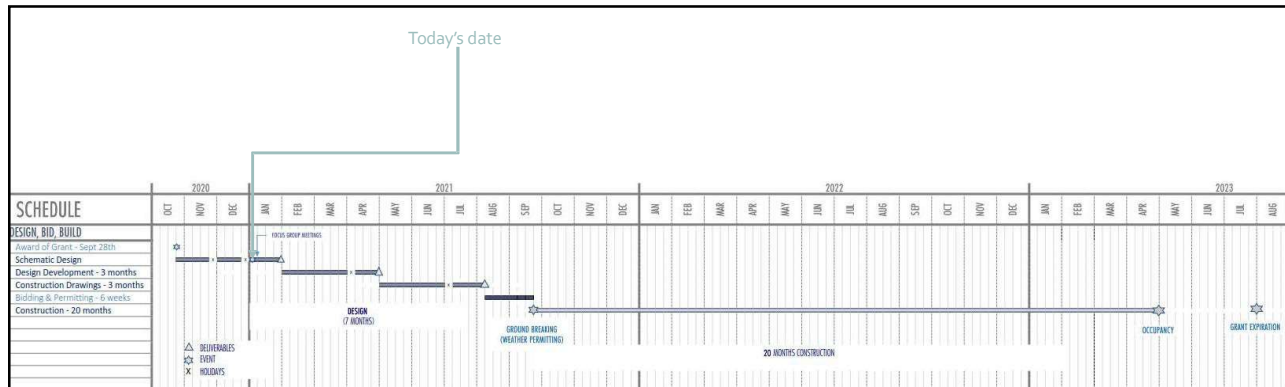 Today's date
2020 2021 2022 2023
SCHEDULE OCT NOV DEC JAN FEB MAR APR MAY JUN JUL AUG SEP OCT NOV DEC JAN FEB MAR APR MAY JUN JUL AUG SEP OCT NOV DEC JAN FEB MAR APR MAY JUN JUL AUG
DESIGN, BID, BUILD
FOCUS GROUP MEETINGS
Award of Grant - Sept 28th
Schematic Design
Design Development - 3 months
Construction Drawings - 3 months
Bidding & Permitting - 6 weeks
Construction - 20 months
DESIGN
(7 MONTHS)
GROUND BREAKING
(WEATHER PERMITTING)
OCCUPANCY
GRANT EXPIRATION
20 MONTHS CONSTRUCTION
DELIVERABLES
EVENT
X HOLIDAYS